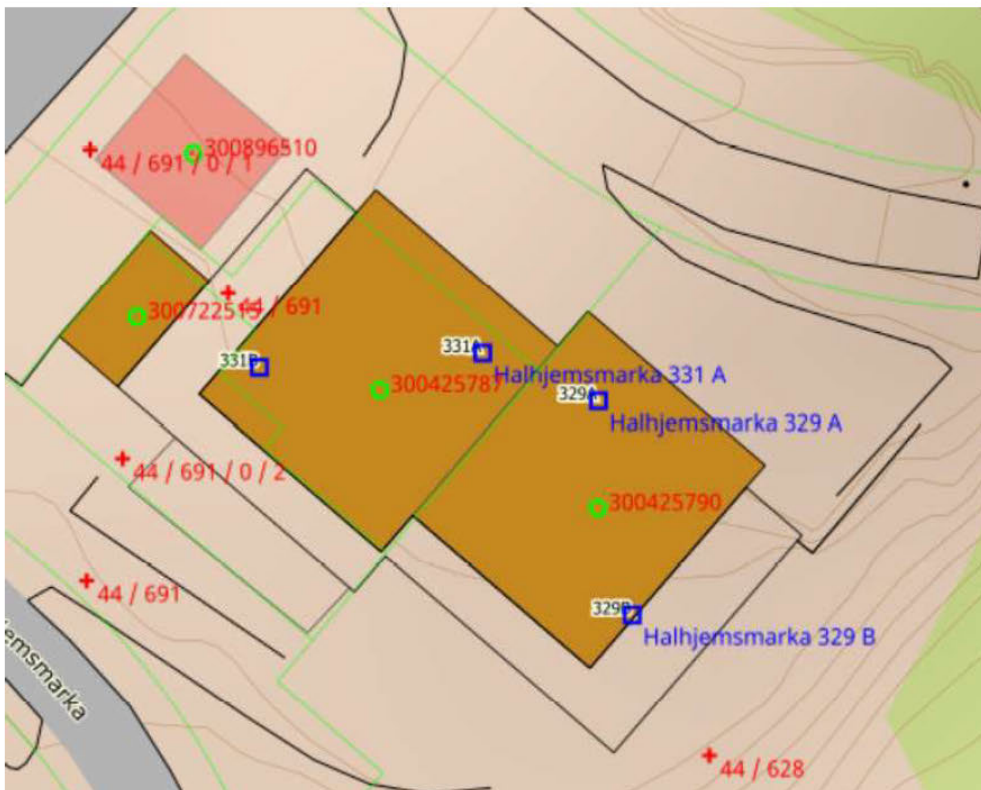 300896510
44 / 691 / 0 / 1
44 / 691
300722515
331B
331A
Halhjemsmarka 331 A
300425787
329A
Halhjemsmarka 329 A
44 / 691 / 0 / 2
300425790
44 / 691
329B
Halhjemsmarka 329 B
jemsmarka
44 / 628